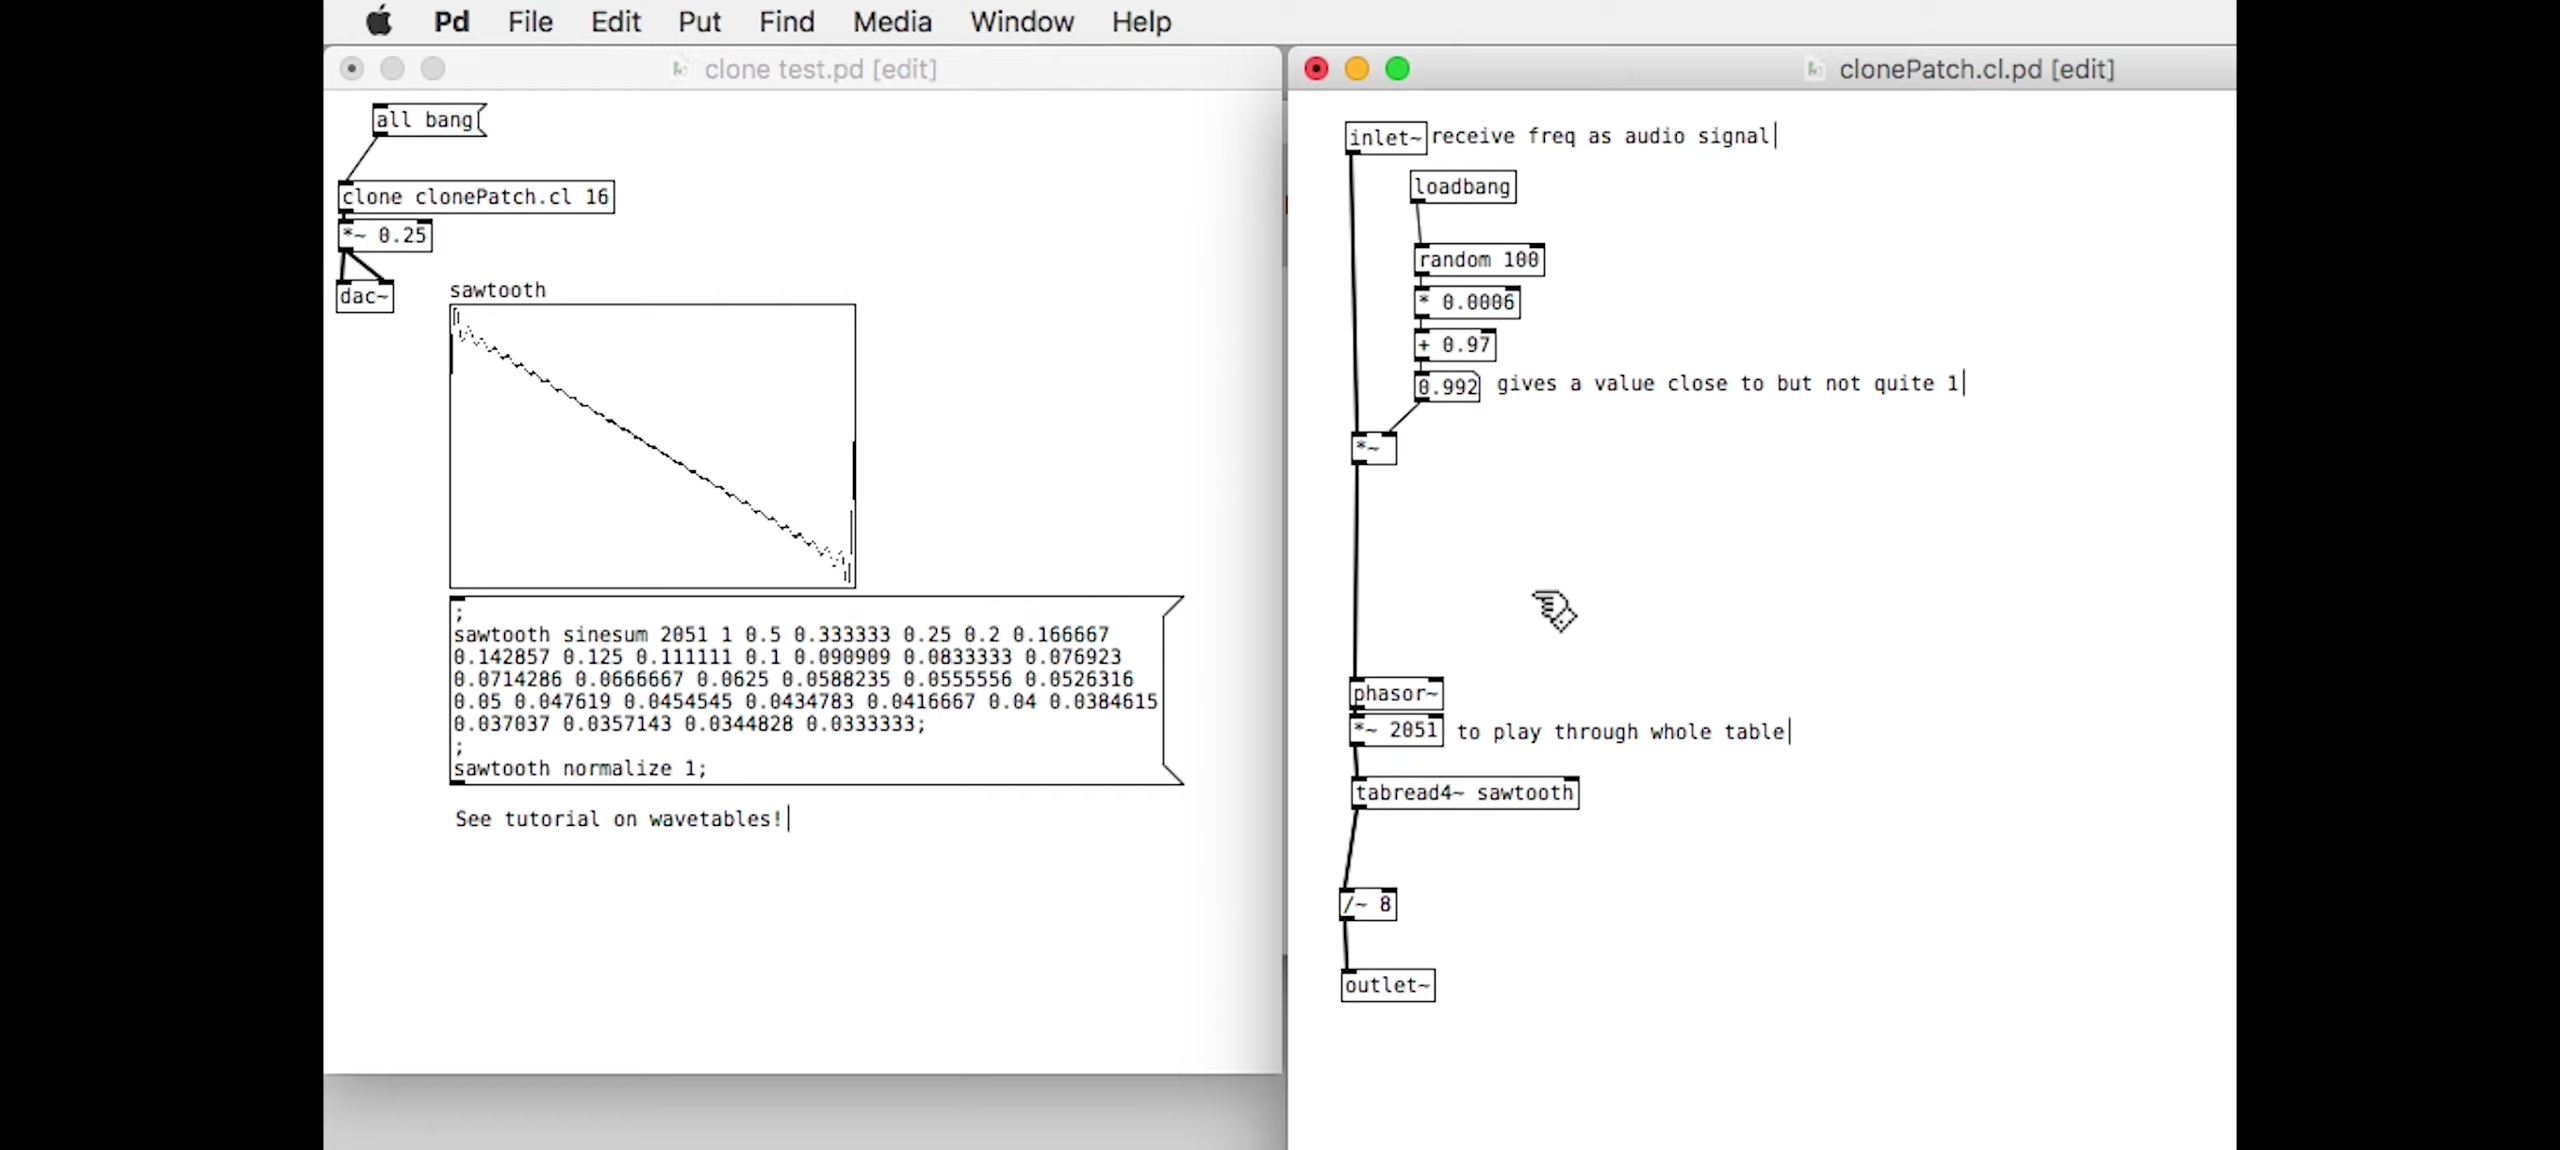 Pd File Edit Put Find Media Window Help
clone test.pd [edit]
all bang
clone clonePatch.cl 16
*~ 0.25
dac~
sawtooth
;
sawtooth sinesum 2051 1 0.5 0.333333 0.25 0.2 0.166667
0.142857 0.125 0.111111 0.1 0.090909 0.0833333 0.076923
0.0714286 0.0666667 0.0625 0.0588235 0.0555556 0.0526316
0.05 0.047619 0.0454545 0.0434783 0.0416667 0.04 0.0384615
0.037037 0.0357143 0.0344828 0.0333333;
;
sawtooth normalize 1;
See tutorial on wavetables!
clonePatch.cl.pd [edit]
inlet~ receive freq as audio signal
loadbang
random 100
* 0.0006
+ 0.97
0.992 gives a value close to but not quite 1
*~
phasor~
*~ 2051 to play through whole table
tabread4~ sawtooth
/~ 8
outlet~